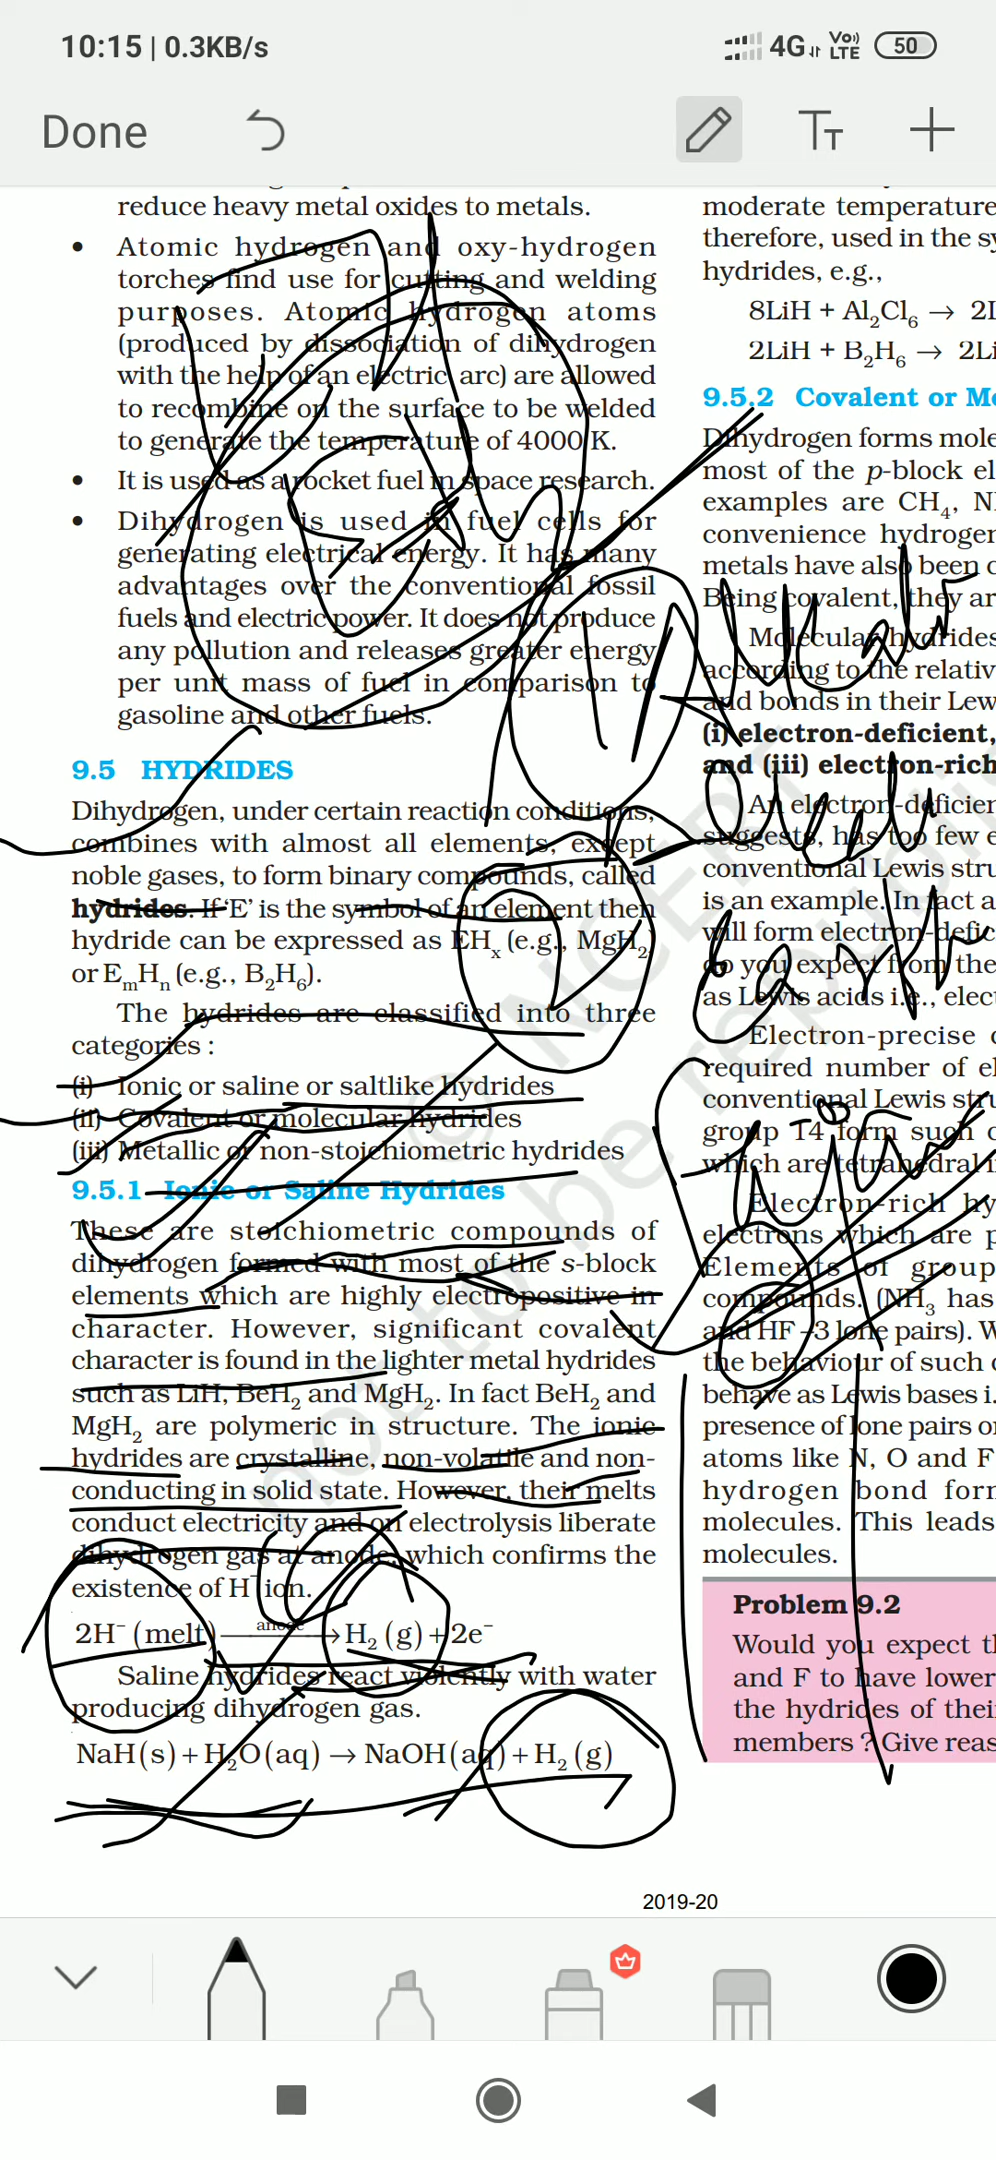 10:15 | 0.3KB/s
4G
Vo))
LTE
50
Done
TT
reduce heavy metal oxides to metals.
• Atomic hydrogen and oxy-hydrogen
torches find use for cutting and welding
purposes. Atomic hydrogen atoms
(produced by dissociation of dihydrogen
with the help of an electric arc) are allowed
to recombine on the surface to be welded
to generate the temperature of 4000 K.
• It is used as a rocket fuel in space research.
• Dihydrogen is used in fuel cells for
generating electrical energy. It has many
advantages over the conventional fossil
fuels and electric power. It does not produce
any pollution and releases greater energy
per unit mass of fuel in comparison to
gasoline and other fuels.
9.5 HYDRIDES
Dihydrogen, under certain reaction conditions,
combines with almost all elements, except
noble gases, to form binary compounds, called
hydrides. If 'E' is the symbol of an element then
hydride can be expressed as EHₓ (e.g., MgH₂)
or EₘHₙ (e.g., B₂H₆).
The hydrides are classified into three
categories :
(i) Ionic or saline or saltlike hydrides
(ii) Covalent or molecular hydrides
(iii) Metallic or non-stoichiometric hydrides
9.5.1 Ionic or Saline Hydrides
These are stoichiometric compounds of
dihydrogen formed with most of the s-block
elements which are highly electropositive in
character. However, significant covalent
character is found in the lighter metal hydrides
such as LiH, BeH₂ and MgH₂. In fact BeH₂ and
MgH₂ are polymeric in structure. The ionic
hydrides are crystalline, non-volatile and non-
conducting in solid state. However, their melts
conduct electricity and on electrolysis liberate
dihydrogen gas at anode, which confirms the
existence of H⁻ ion.
2H⁻ (melt) anode→ H₂ (g) + 2e⁻
Saline hydrides react violently with water
producing dihydrogen gas.
NaH(s) + H₂O(aq) → NaOH(aq) + H₂ (g)
moderate temperature
therefore, used in the sy
hydrides, e.g.,
8LiH + Al₂Cl₆ → 2L
2LiH + B₂H₆ → 2Li
9.5.2 Covalent or Mo
Dihydrogen forms mole
most of the p-block el
examples are CH₄, NH
convenience hydrogen
metals have also been c
Being covalent, they ar
Molecular hydrides
according to the relativ
and bonds in their Lew
(i) electron-deficient,
and (iii) electron-rich
An electron-deficien
suggests, has too few e
conventional Lewis stru
is an example. In fact a
will form electron-defic
do you expect from the
as Lewis acids i.e., elect
Electron-precise c
required number of el
conventional Lewis stru
group 14 form such c
which are tetrahedral i
Electron-rich hy
electrons which are p
Elements of group
compounds. (NH₃ has
and HF -3 lone pairs). W
the behaviour of such c
behave as Lewis bases i.
presence of lone pairs on
atoms like N, O and F
hydrogen bond form
molecules. This leads
molecules.
Problem 9.2
Would you expect th
and F to have lower
the hydrides of thei
members ? Give reas
© NCERT
not to be republis
2019-20